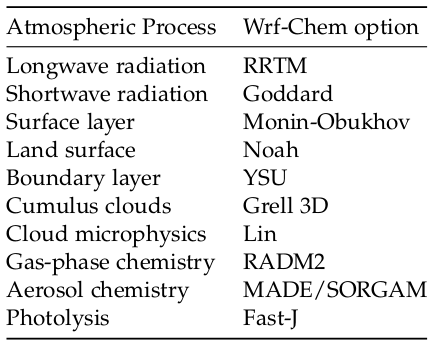 Atmospheric Process Wrf-Chem option
Longwave radiation RRTM
Shortwave radiation Goddard
Surface layer Monin-Obukhov
Land surface Noah
Boundary layer YSU
Cumulus clouds Grell 3D
Cloud microphysics Lin
Gas-phase chemistry RADM2
Aerosol chemistry MADE/SORGAM
Photolysis Fast-J